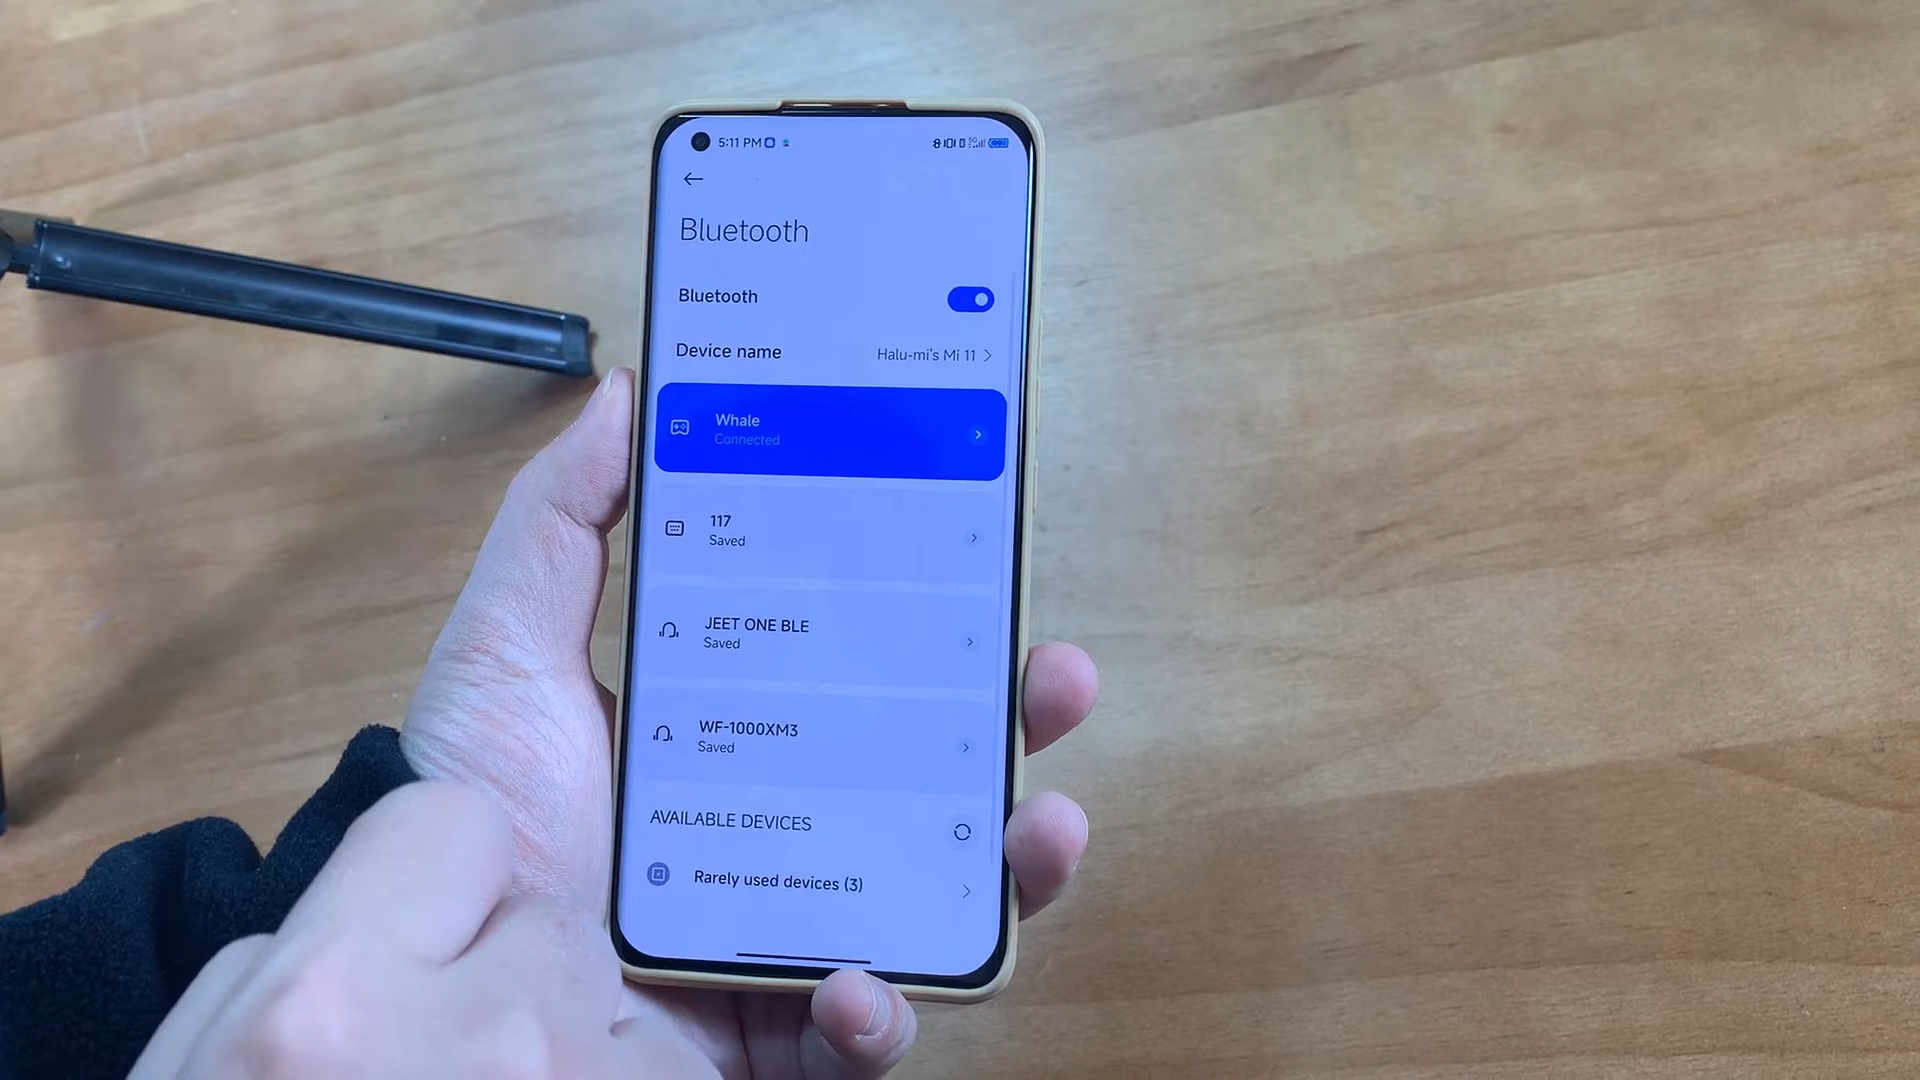 5:11 PM
Bluetooth
Bluetooth
Device name Halu-mi's Mi 11
Whale
Connected
117
Saved
JEET ONE BLE
Saved
WF-1000XM3
Saved
AVAILABLE DEVICES
Rarely used devices (3)